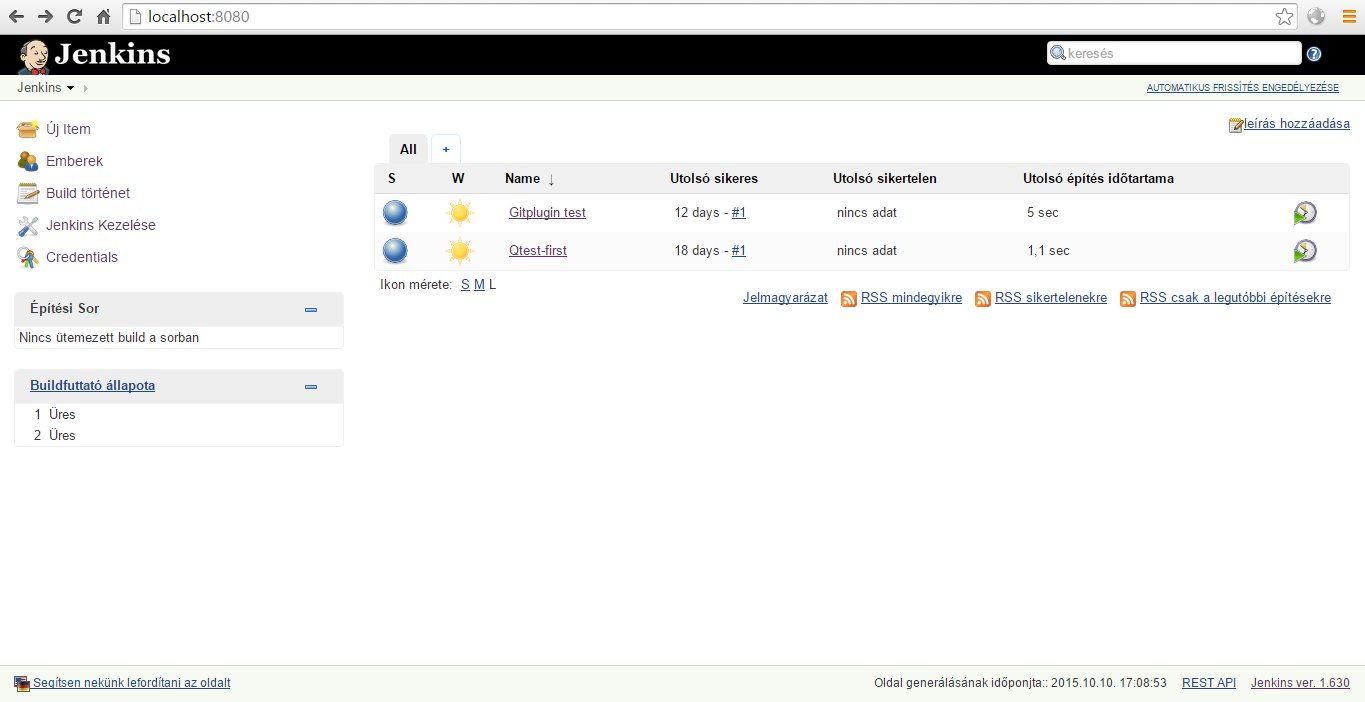 localhost:8080
Jenkins
keresés
Jenkins
AUTOMATIKUS FRISSÍTÉS ENGEDÉLYEZÉSE
Új Item
Emberek
Build történet
Jenkins Kezelése
Credentials
Építési Sor
Nincs ütemezett build a sorban
Buildfuttató állapota
1 Üres
2 Üres
leírás hozzáadása
All +
S W Name ↓ Utolsó sikeres Utolsó sikertelen Utolsó építés időtartama
Gitplugin test 12 days - #1 nincs adat 5 sec
Qtest-first 18 days - #1 nincs adat 1,1 sec
Ikon mérete: S M L
Jelmagyarázat RSS mindegyikre RSS sikertelenekre RSS csak a legutóbbi építésekre
Segítsen nekünk lefordítani az oldalt
Oldal generálásának időpontja:: 2015.10.10. 17:08:53 REST API Jenkins ver. 1.630